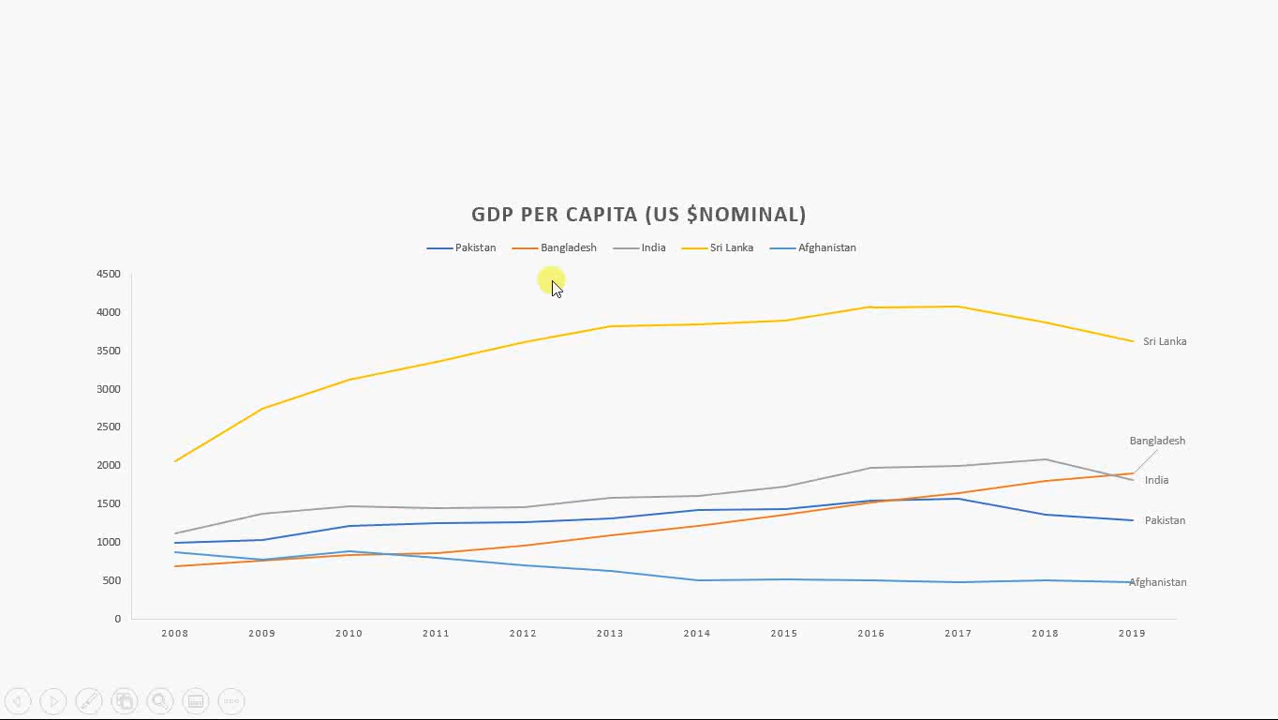 GDP PER CAPITA (US $NOMINAL)
Pakistan Bangladesh India Sri Lanka Afghanistan
4500
4000
3500
3000
2500
2000
1500
1000
500
0
Sri Lanka
Bangladesh
India
Pakistan
Afghanistan
2008 2009 2010 2011 2012 2013 2014 2015 2016 2017 2018 2019